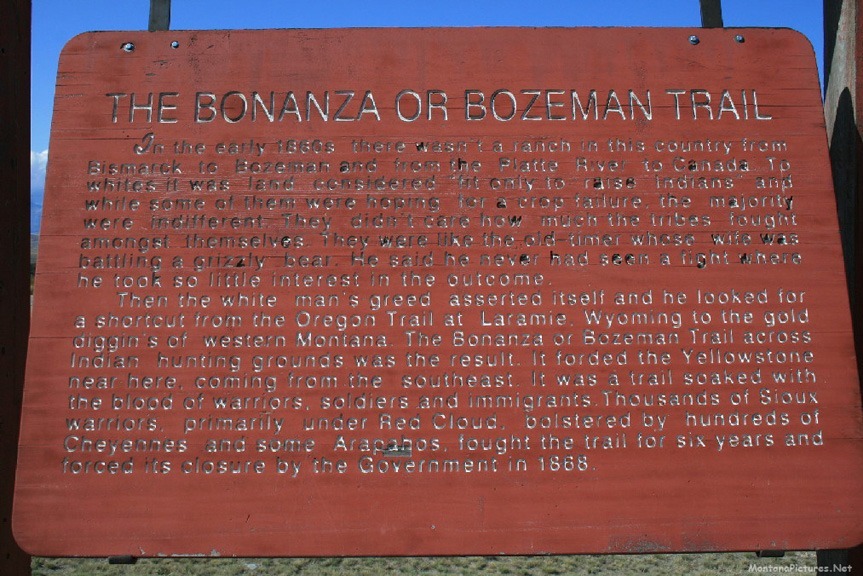 THE BONANZA OR BOZEMAN TRAIL
In the early 1860s there wasn't a ranch in this country from
Bismarck to Bozeman and from the Platte River to Canada. To
whites it was land considered fit only to raise Indians and
while some of them were hoping for a crop failure, the majority
were indifferent. They didn't care how much the tribes fought
amongst themselves. They were like the old-timer whose wife was
battling a grizzly bear. He said he never had seen a fight where
he took so little interest in the outcome.
Then the white man's greed asserted itself and he looked for
a shortcut from the Oregon Trail at Laramie, Wyoming to the gold
diggin's of western Montana. The Bonanza or Bozeman Trail across
Indian hunting grounds was the result. It forded the Yellowstone
near here, coming from the southeast. It was a trail soaked with
the blood of warriors, soldiers and immigrants. Thousands of Sioux
warriors, primarily under Red Cloud, bolstered by hundreds of
Cheyennes and some Arapahos, fought the trail for six years and
forced its closure by the Government in 1868.
MontanaPictures.Net